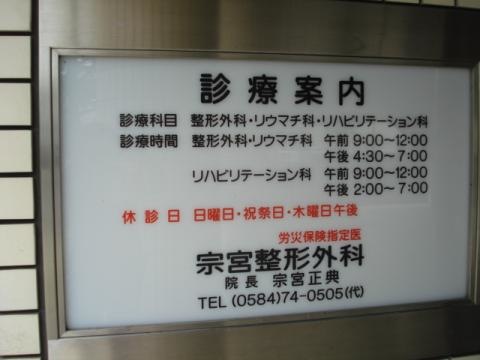 診療案内
診療科目 整形外科・リウマチ科・リハビリテーション科
診療時間 整形外科・リウマチ科 午前 9:00～12:00
午後 4:30～7:00
リハビリテーション科 午前 9:00～12:00
午後 2:00～7:00
休診日 日曜日・祝祭日・木曜日午後
労災保険指定医
宗宮整形外科
院長 宗宮正典
TEL (0584)74-0505(代)